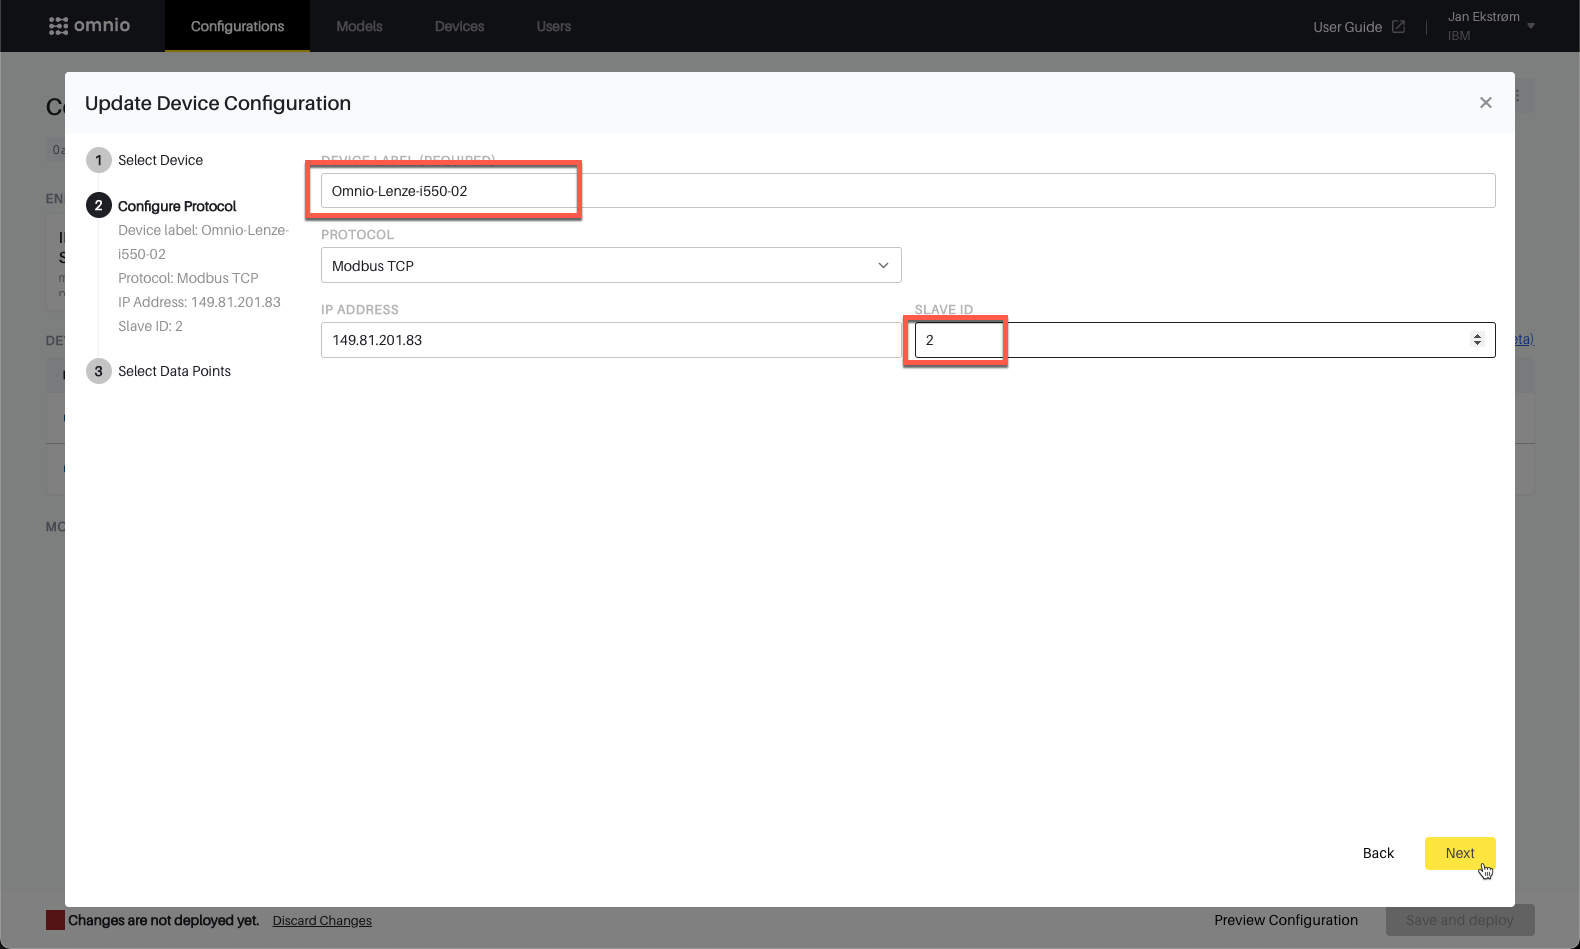 omnio
Configurations
Models
Devices
Users
User Guide
Jan Ekstrøm
IBM
Update Device Configuration
1 Select Device
2 Configure Protocol
Device label: Omnio-Lenze-
i550-02
Protocol: Modbus TCP
IP Address: 149.81.201.83
Slave ID: 2
3 Select Data Points
DEVICE LABEL (REQUIRED)
Omnio-Lenze-i550-02
PROTOCOL
Modbus TCP
IP ADDRESS
149.81.201.83
SLAVE ID
2
Back
Next
Changes are not deployed yet.
Discard Changes
Preview Configuration
Save and deploy